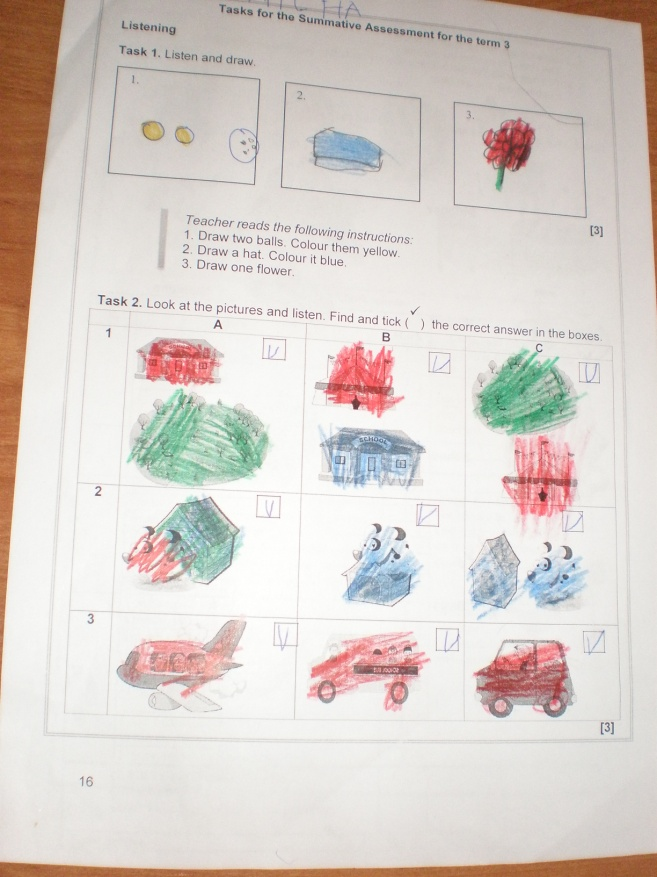 Tasks for the Summative Assessment for the term 3
Listening
Task 1. Listen and draw.
1.
2.
3.
[3]
Teacher reads the following instructions:
1. Draw two balls. Colour them yellow.
2. Draw a hat. Colour it blue.
3. Draw one flower.
Task 2. Look at the pictures and listen. Find and tick (✓) the correct answer in the boxes.
A B C
1
SCHOOL
2
3
[3]
16